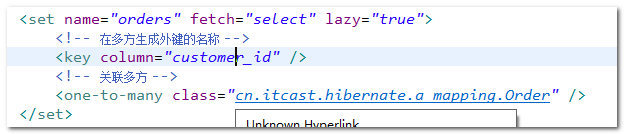 <set name="orders" fetch="select" lazy="true">
<!-- 在多方生成外键的名称 -->
<key column="customer_id" />
<!-- 关联多方 -->
<one-to-many class="cn.itcast.hibernate.a_mapping.Order" />
</set>
Unknown Hyperlink